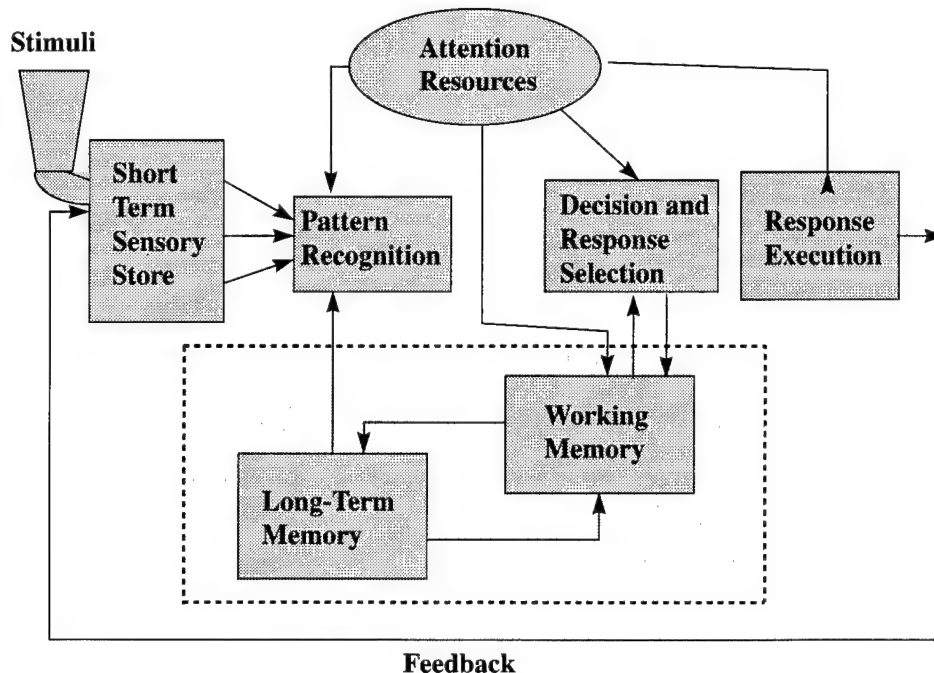 Stimuli
Attention
Resources
Short
Term
Sensory
Store
Pattern
Recognition
Decision and
Response
Selection
Response
Execution
Working
Memory
Long-Term
Memory
Feedback